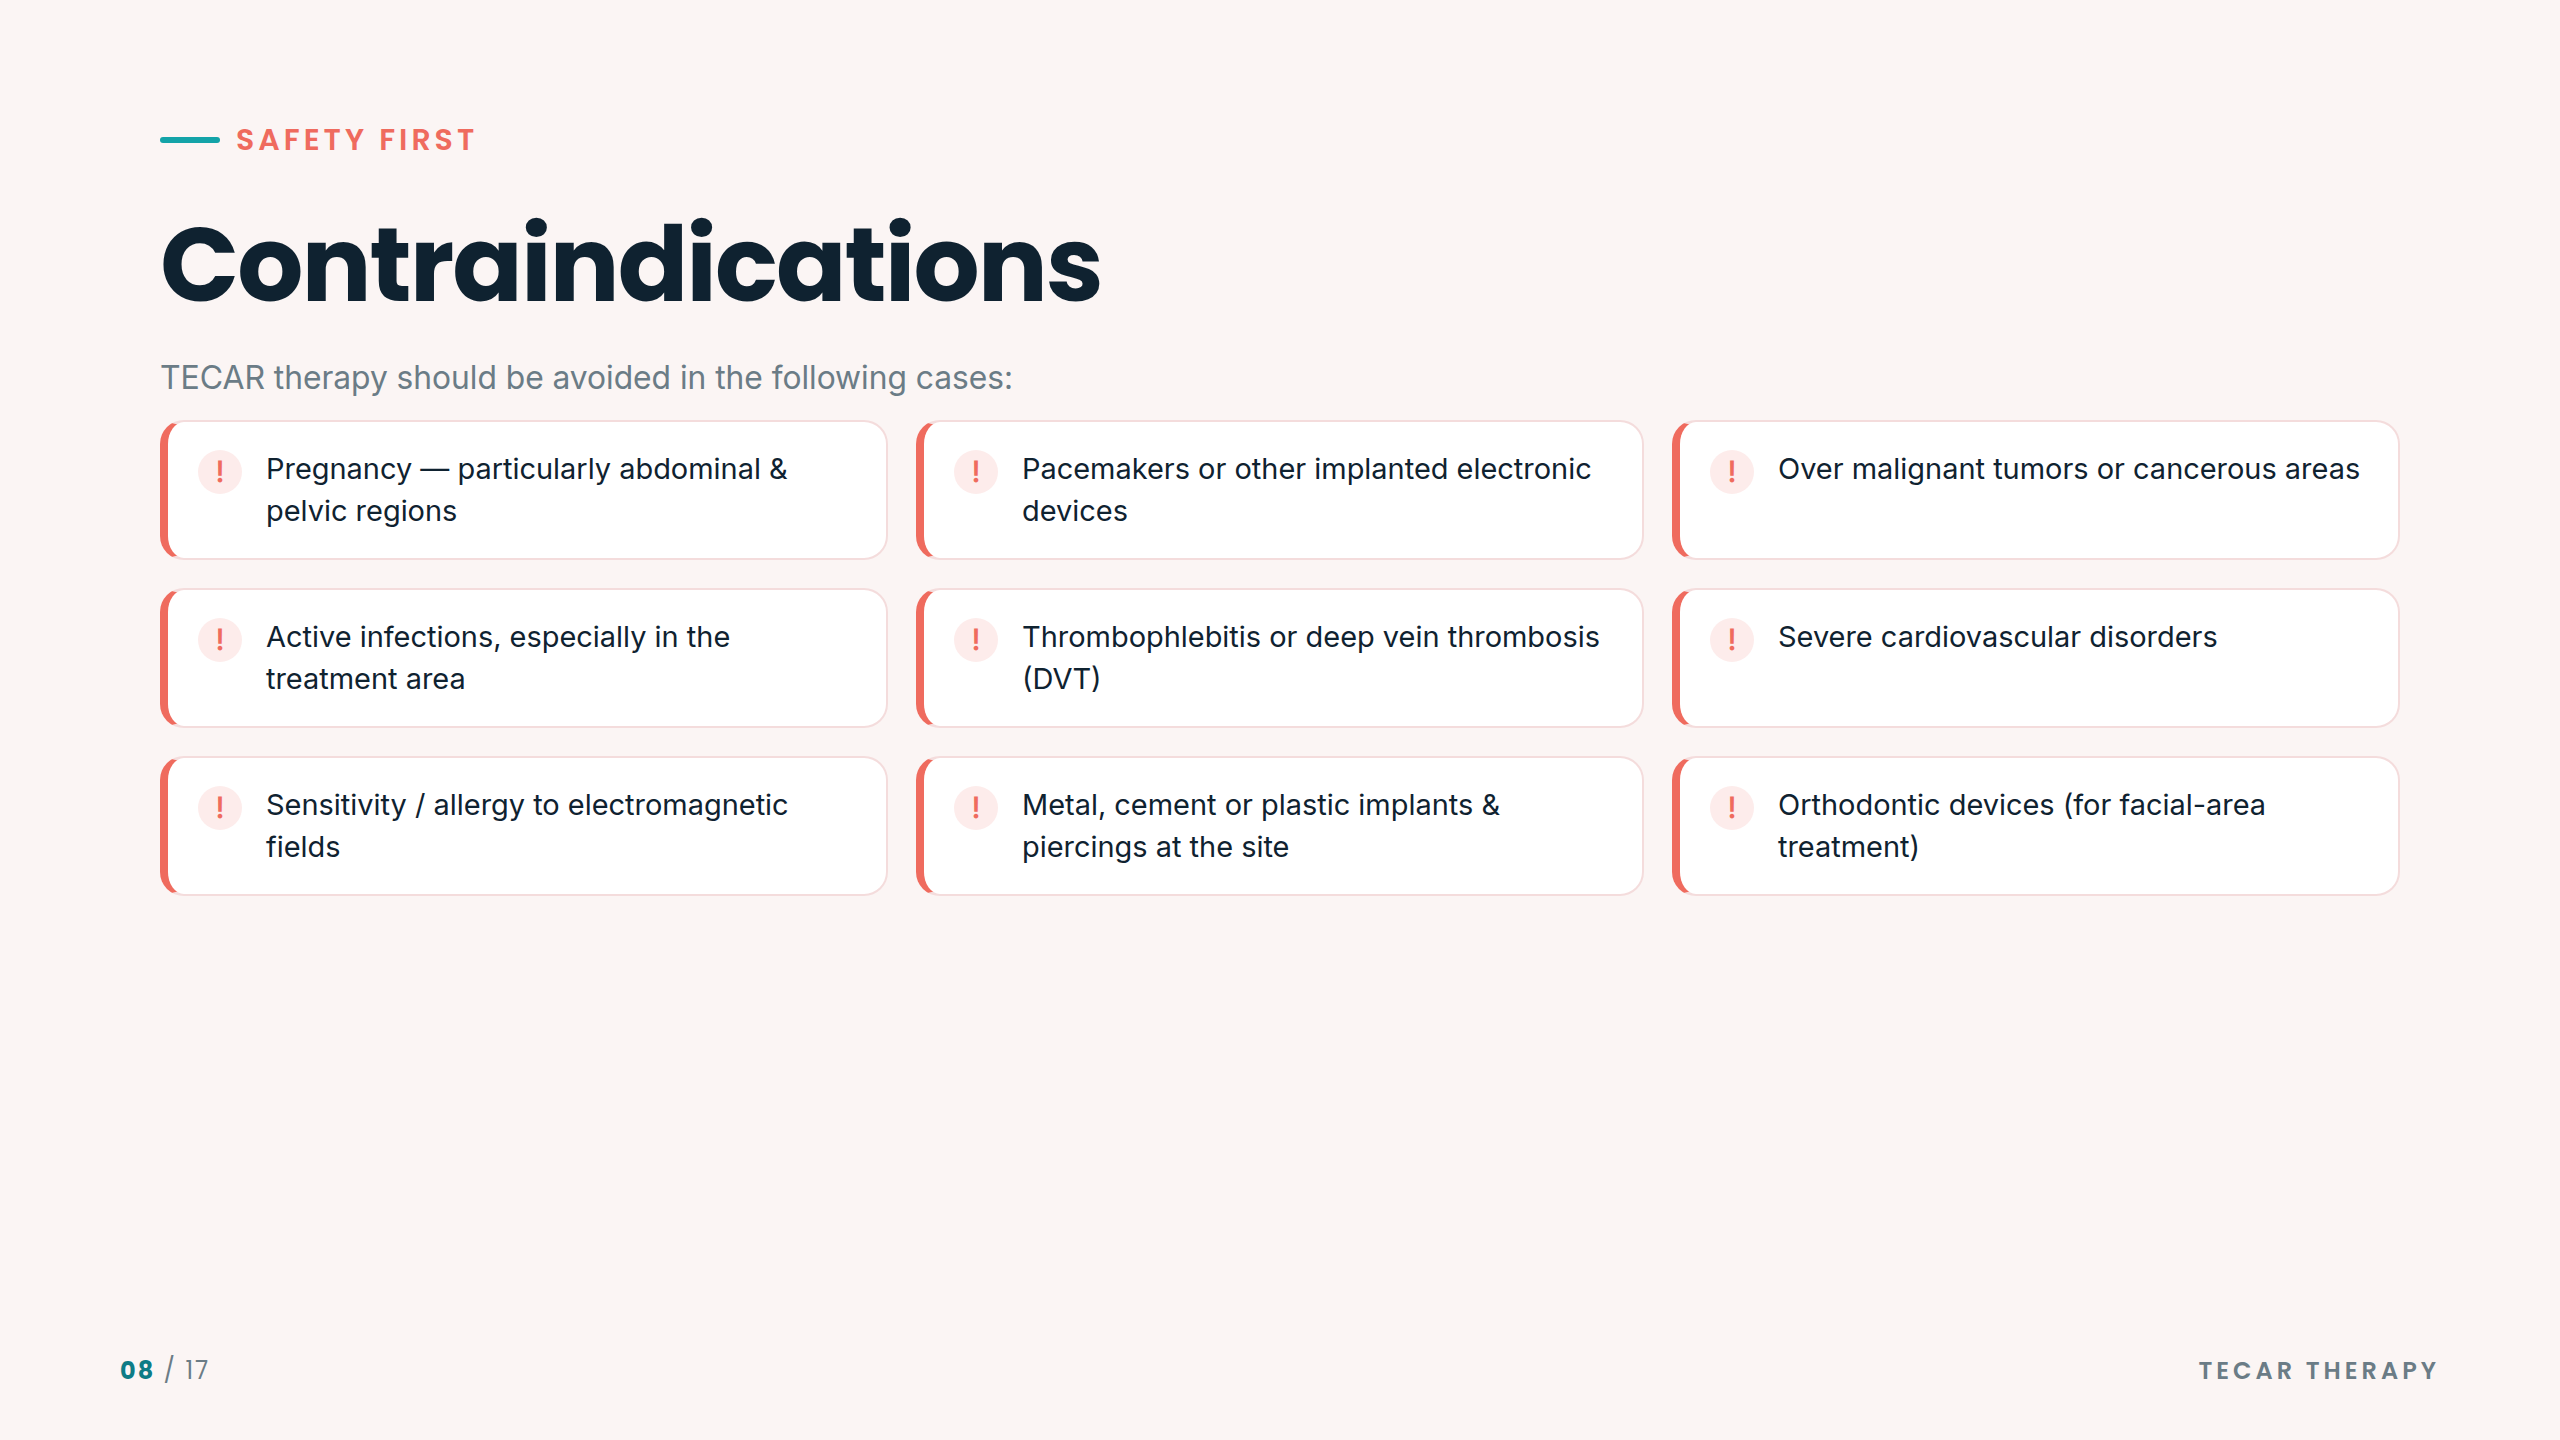 SAFETY FIRST
Contraindications
TECAR therapy should be avoided in the following cases:
! Pregnancy — particularly abdominal &
pelvic regions
! Pacemakers or other implanted electronic
devices
! Over malignant tumors or cancerous areas
! Active infections, especially in the
treatment area
! Thrombophlebitis or deep vein thrombosis
(DVT)
! Severe cardiovascular disorders
! Sensitivity / allergy to electromagnetic
fields
! Metal, cement or plastic implants &
piercings at the site
! Orthodontic devices (for facial-area
treatment)
08 / 17
TECAR THERAPY